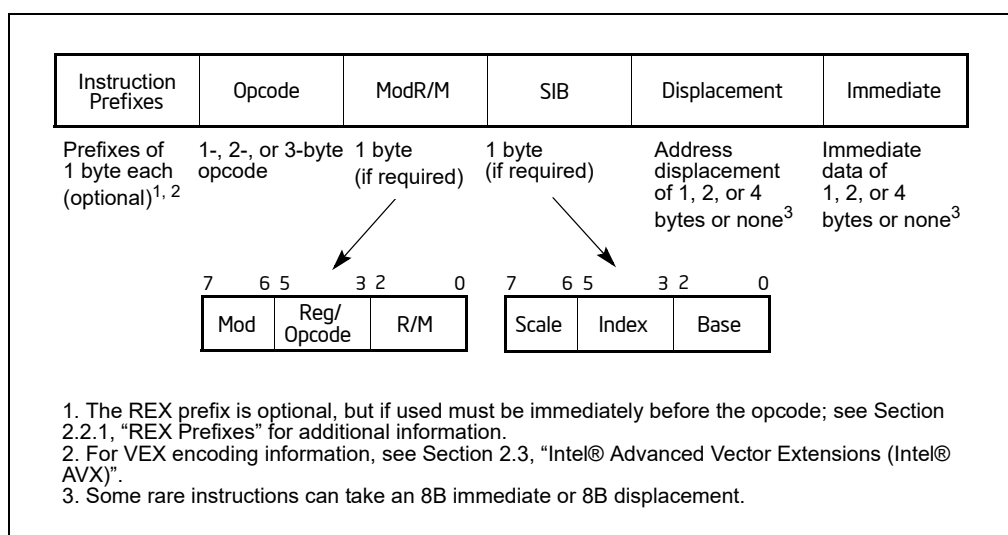 Instruction Prefixes
Opcode
ModR/M
SIB
Displacement
Immediate
Prefixes of
1 byte each
(optional)1, 2
1-, 2-, or 3-byte
opcode
1 byte
(if required)
1 byte
(if required)
Address
displacement
of 1, 2, or 4
bytes or none3
Immediate
data of
1, 2, or 4
bytes or none3
7 6 5 3 2 0
Mod
Reg/
Opcode
R/M
7 6 5 3 2 0
Scale
Index
Base
1. The REX prefix is optional, but if used must be immediately before the opcode; see Section
2.2.1, “REX Prefixes” for additional information.
2. For VEX encoding information, see Section 2.3, “Intel® Advanced Vector Extensions (Intel®
AVX)”.
3. Some rare instructions can take an 8B immediate or 8B displacement.